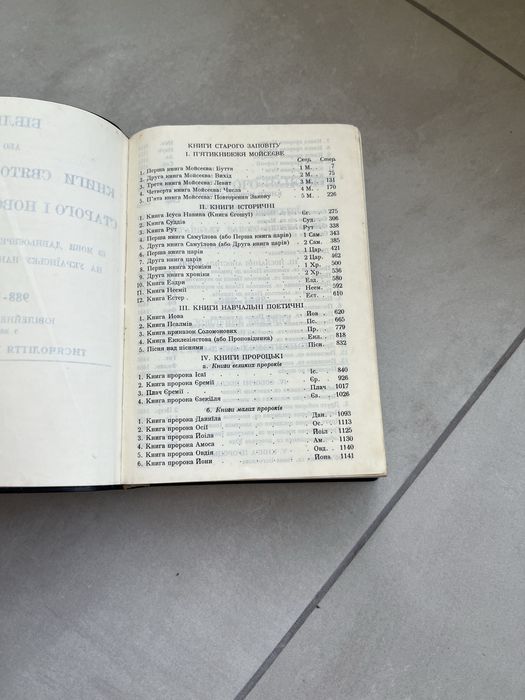 КНИГИ СТАРОГО ЗАПОВІТУ
І. П'ЯТИКНИЖОВИ МОЙСЕЄВЕ
Скор. Стор.
1. Перша книга Мойсеєва: Буття 1 М. 7
2. Друга книга Мойсеєва: Вихід 2 М. 75
3. Третя книга Мойсеєва: Левит 3 М. 131
4. Четверта книга Мойсеєва: Числа 4 М. 170
5. П'ята книга Мойсеєва: Повторення Закону 5 М. 226
ІІ. КНИГИ ІСТОРИЧНІ
1. Книга Ісуса Навина (Книга Єгошуї) Єг. 275
2. Книга Суддів Суд. 306
3. Книга Рут Рут 338
4. Перша книга Самуїлова (або Перша книга царів) 1 Сам. 343
5. Друга книга Самуїлова (або Друга книга царів) 2 Сам. 385
6. Перша книга царів 1 Цар. 421
7. Друга книга царів 2 Цар. 462
8. Перша книга хроніки 1 Хр. 500
9. Друга книга хроніки 2 Хр. 536
10. Книга Ездри Езд. 580
11. Книга Неемії Неем. 592
12. Книга Естер Ест. 610
ІІІ. КНИГИ НАВЧАЛЬНІ ПОЕТИЧНІ
1. Книга Йова Йов 620
2. Книга Псалмів Пс. 665
3. Книга приказок Соломонових Пр. 779
4. Книга Екклезіястова (або Проповідника) Екл. 818
5. Пісня над піснями Пісн. 832
IV. КНИГИ ПРОРОЦЬКІ
а. Книги великих пророків
1. Книга пророка Ісаї Іс. 840
2. Книга пророка Єремії Єр. 926
3. Плач Єремії Плач 1017
4. Книга пророка Єзекіїля Єз. 1026
б. Книги малих пророків
1. Книга пророка Даниїла Дан. 1093
2. Книга пророка Осії Ос. 1113
3. Книга пророка Йоіла Йоіл 1125
4. Книга пророка Амоса Ам. 1130
5. Книга пророка Овдія Овд. 1140
6. Книга пророка Йони Йона 1141